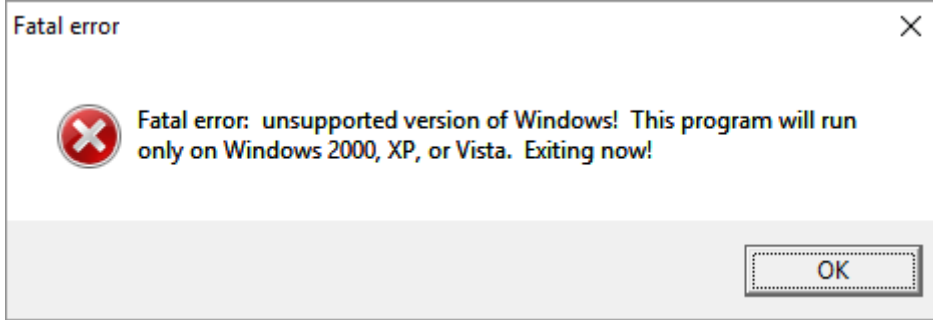 Fatal error
Fatal error:  unsupported version of Windows!  This program will run
only on Windows 2000, XP, or Vista.  Exiting now!
OK